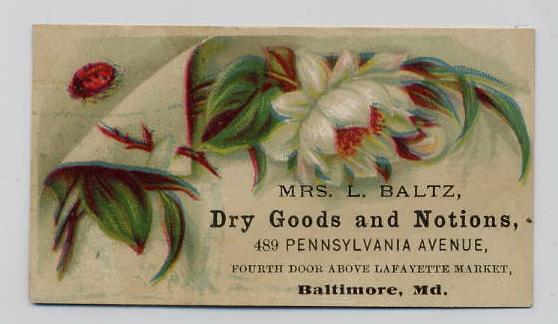 MRS. L. BALTZ,
Dry Goods and Notions,
489 PENNSYLVANIA AVENUE,
FOURTH DOOR ABOVE LAFAYETTE MARKET,
Baltimore, Md.